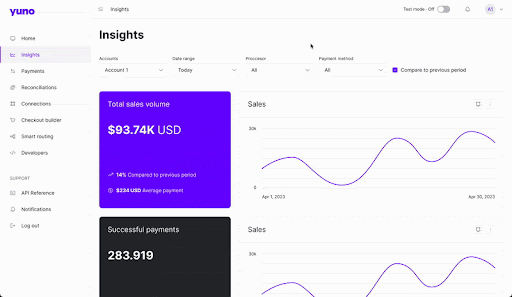 yuno
Insights
Test mode - Off
A1
Home
Insights
Payments
Reconciliations
Connections
Checkout builder
Smart routing
Developers
SUPPORT
API Reference
Notifications
Log out
Insights
Accounts
Date range
Processor
Payment method
Account 1
Today
All
All
Compare to previous period
Total sales volume
$93.74K USD
14% Compared to previous period
$234 USD Average payment
Sales
30k
0
Apr 1, 2023
Apr 30, 2023
Successful payments
283.919
Sales
30k